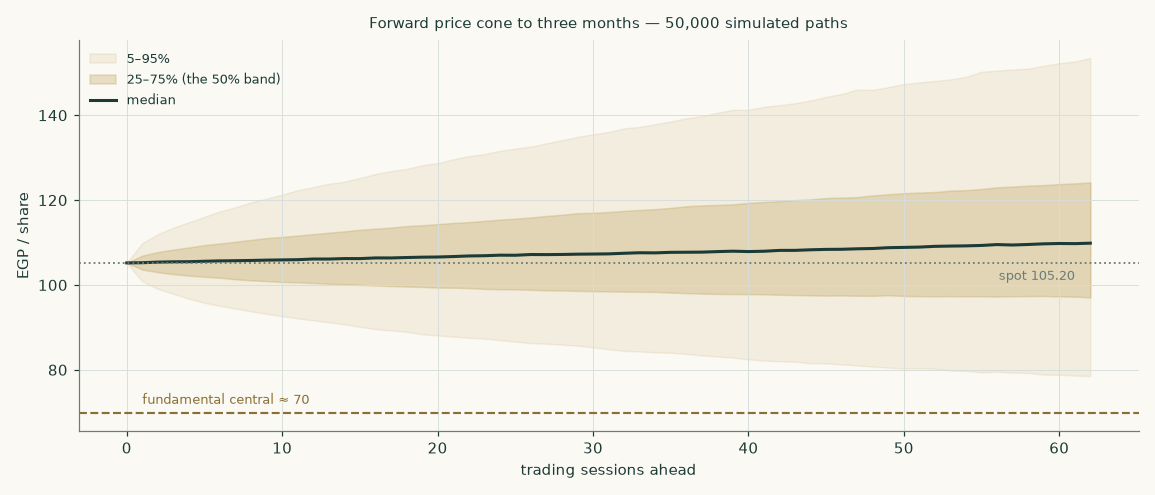 Forward price cone to three months — 50,000 simulated paths
5–95%
25–75% (the 50% band)
median
EGP / share
140
120
100
80
spot 105.20
fundamental central ≈ 70
0 10 20 30 40 50 60
trading sessions ahead